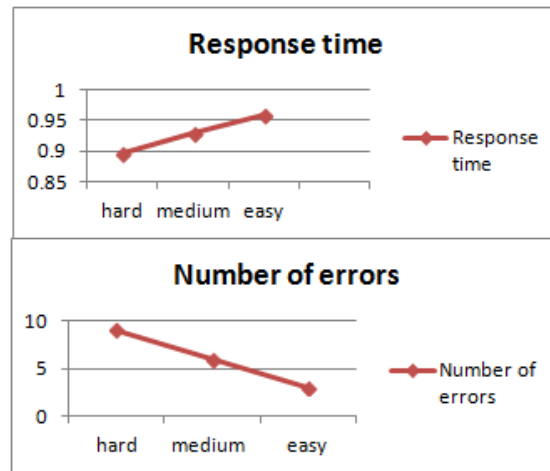 Response time
1
0.95
0.9
0.85
hard medium easy
Response
time
Number of errors
10
5
0
hard medium easy
Number of
errors